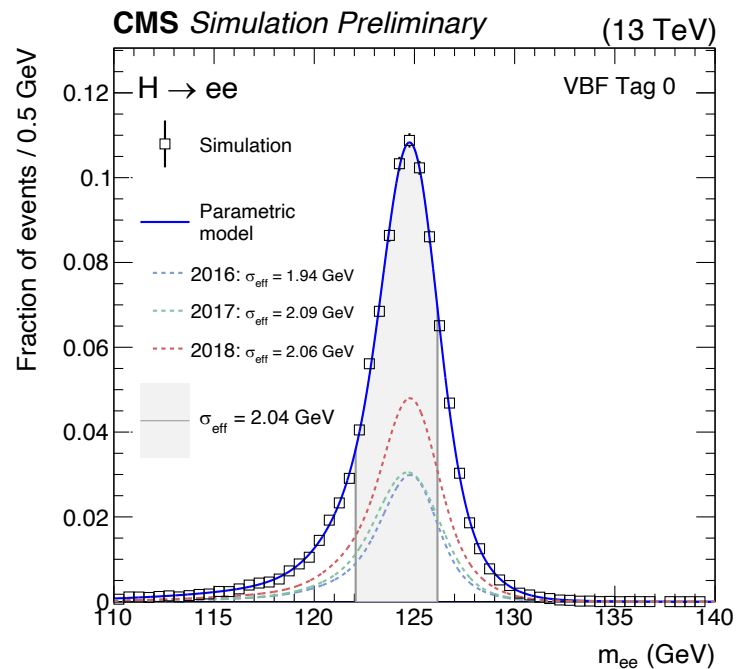 CMS Simulation Preliminary (13 TeV)
H → ee
VBF Tag 0
Simulation
Parametric
model
2016: σeff = 1.94 GeV
2017: σeff = 2.09 GeV
2018: σeff = 2.06 GeV
σeff = 2.04 GeV
Fraction of events / 0.5 GeV
0.12
0.1
0.08
0.06
0.04
0.02
0
110 115 120 125 130 135 140
mee (GeV)